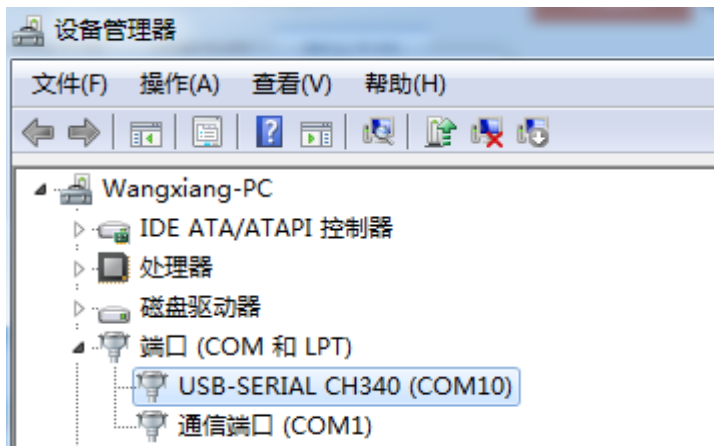 设备管理器
文件(F) 操作(A) 查看(V) 帮助(H)
Wangxiang-PC
IDE ATA/ATAPI 控制器
处理器
磁盘驱动器
端口 (COM 和 LPT)
USB-SERIAL CH340 (COM10)
通信端口 (COM1)